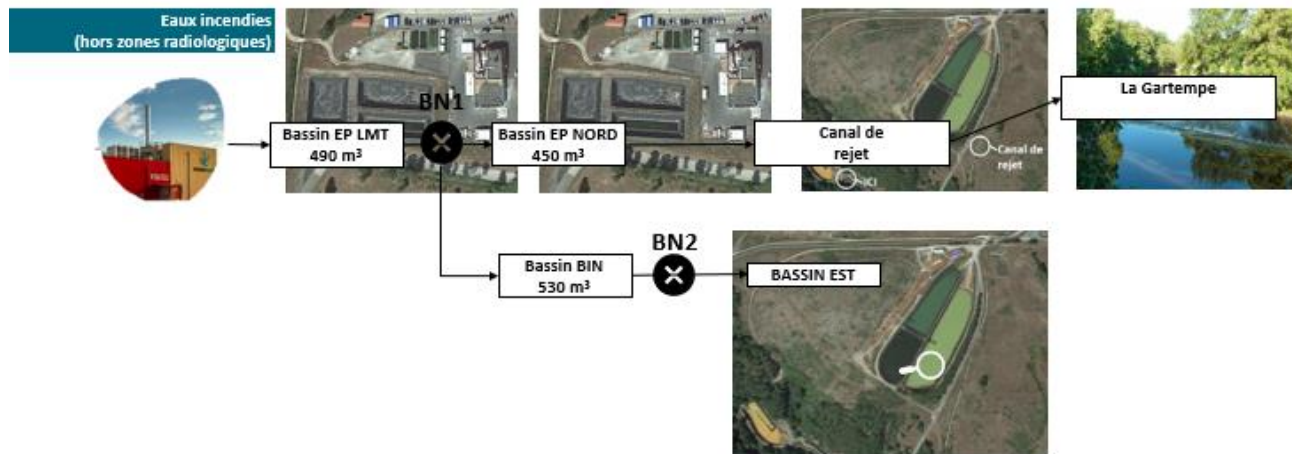 Eaux incendies
(hors zones radiologiques)
BN1
Bassin EP LMT
490 m³
Bassin EP NORD
450 m³
Canal de
rejet
La Gartempe
Canal de
rejet
ICI
BN2
Bassin BIN
530 m³
BASSIN EST